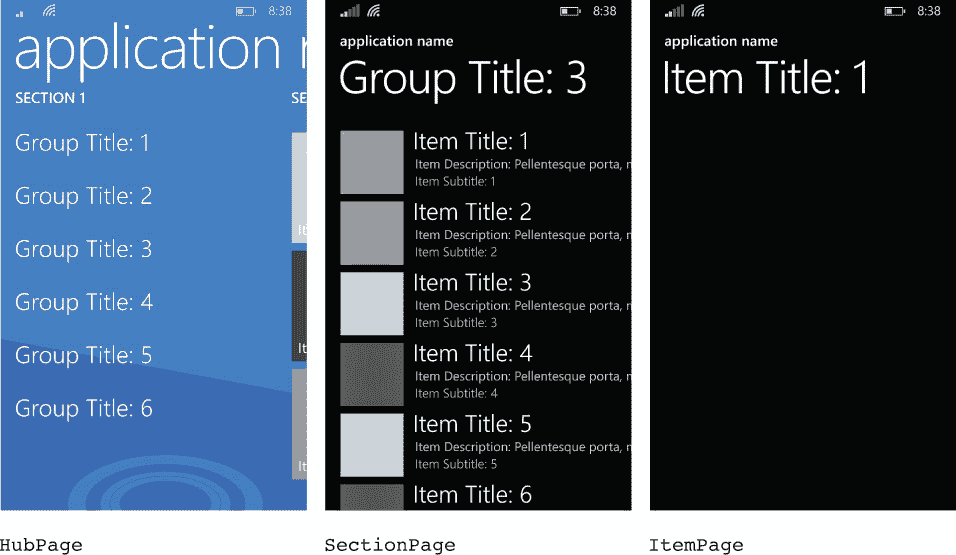 8:38
application
SECTION 1
Group Title: 1
Group Title: 2
Group Title: 3
Group Title: 4
Group Title: 5
Group Title: 6
HubPage
8:38
application name
Group Title: 3
Item Title: 1
Item Description: Pellentesque porta,
Item Subtitle: 1
Item Title: 2
Item Description: Pellentesque porta,
Item Subtitle: 2
Item Title: 3
Item Description: Pellentesque porta,
Item Subtitle: 3
Item Title: 4
Item Description: Pellentesque porta,
Item Subtitle: 4
Item Title: 5
Item Description: Pellentesque porta,
Item Subtitle: 5
Item Title: 6
SectionPage
8:38
application name
Item Title: 1
ItemPage